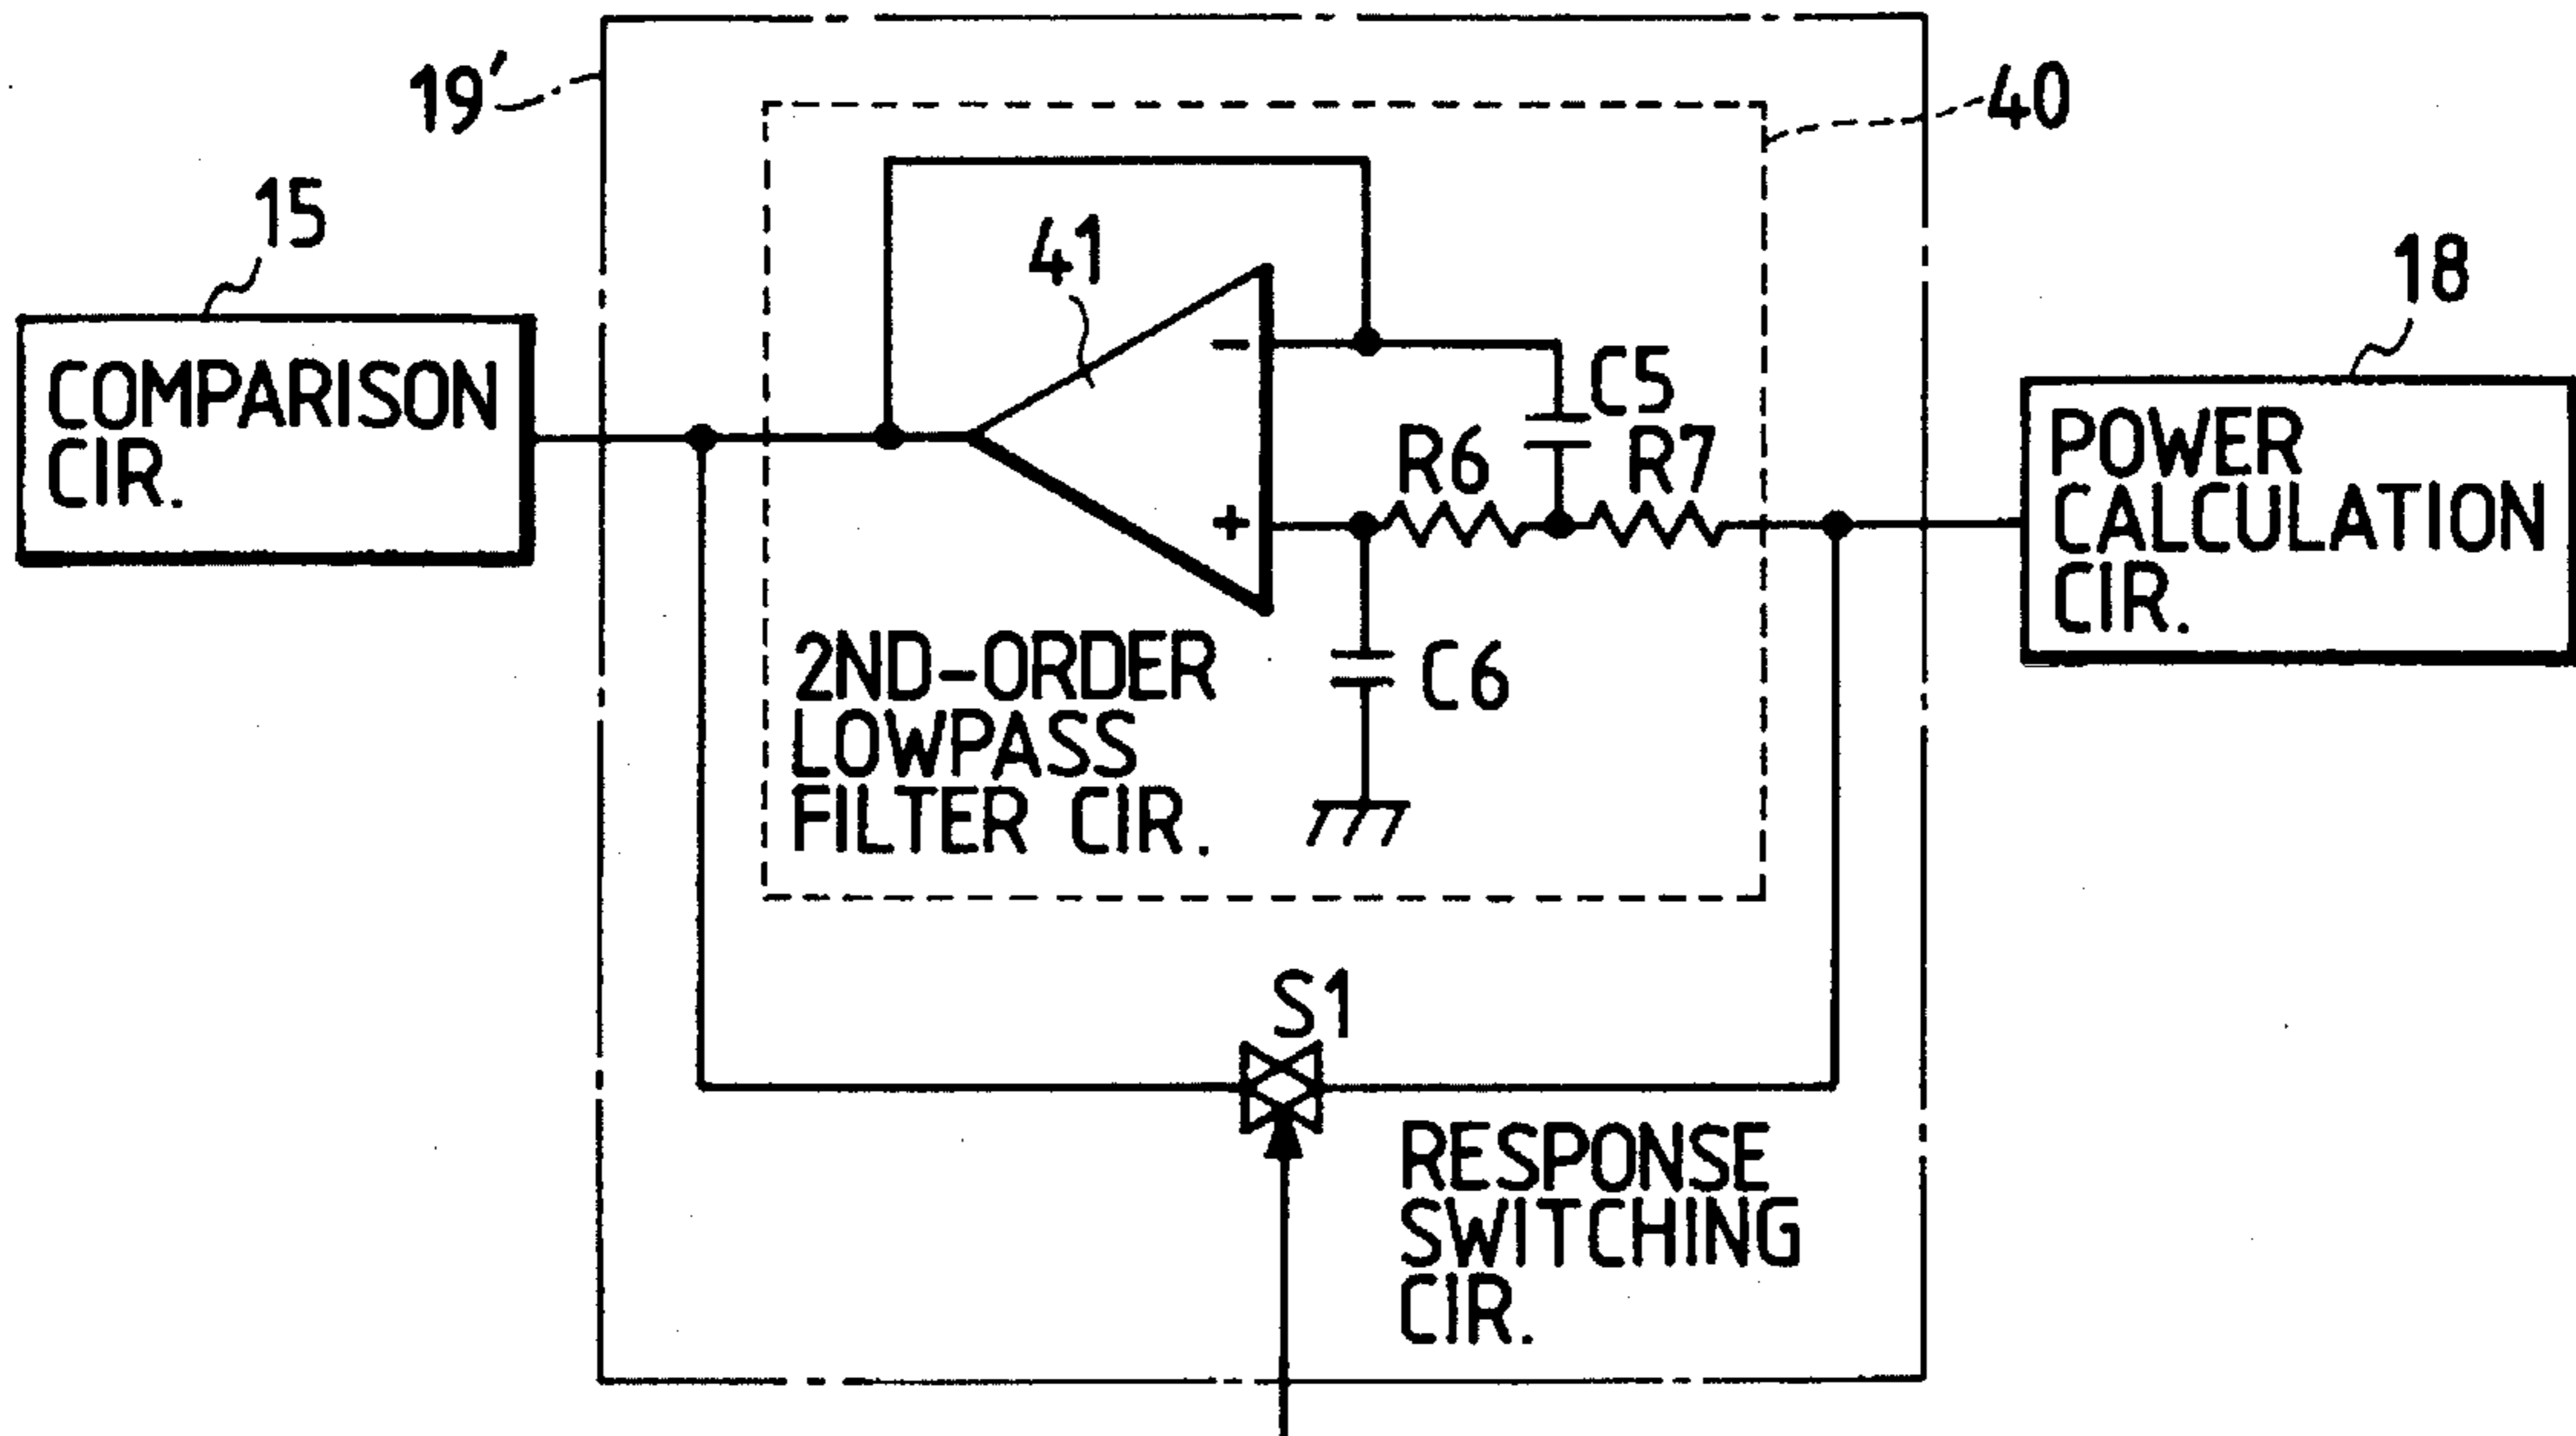 19'
40
15
COMPARISON
CIR.
41
-
+
C5
R6
R7
C6
2ND-ORDER
LOWPASS
FILTER CIR.
18
POWER
CALCULATION
CIR.
S1
RESPONSE
SWITCHING
CIR.